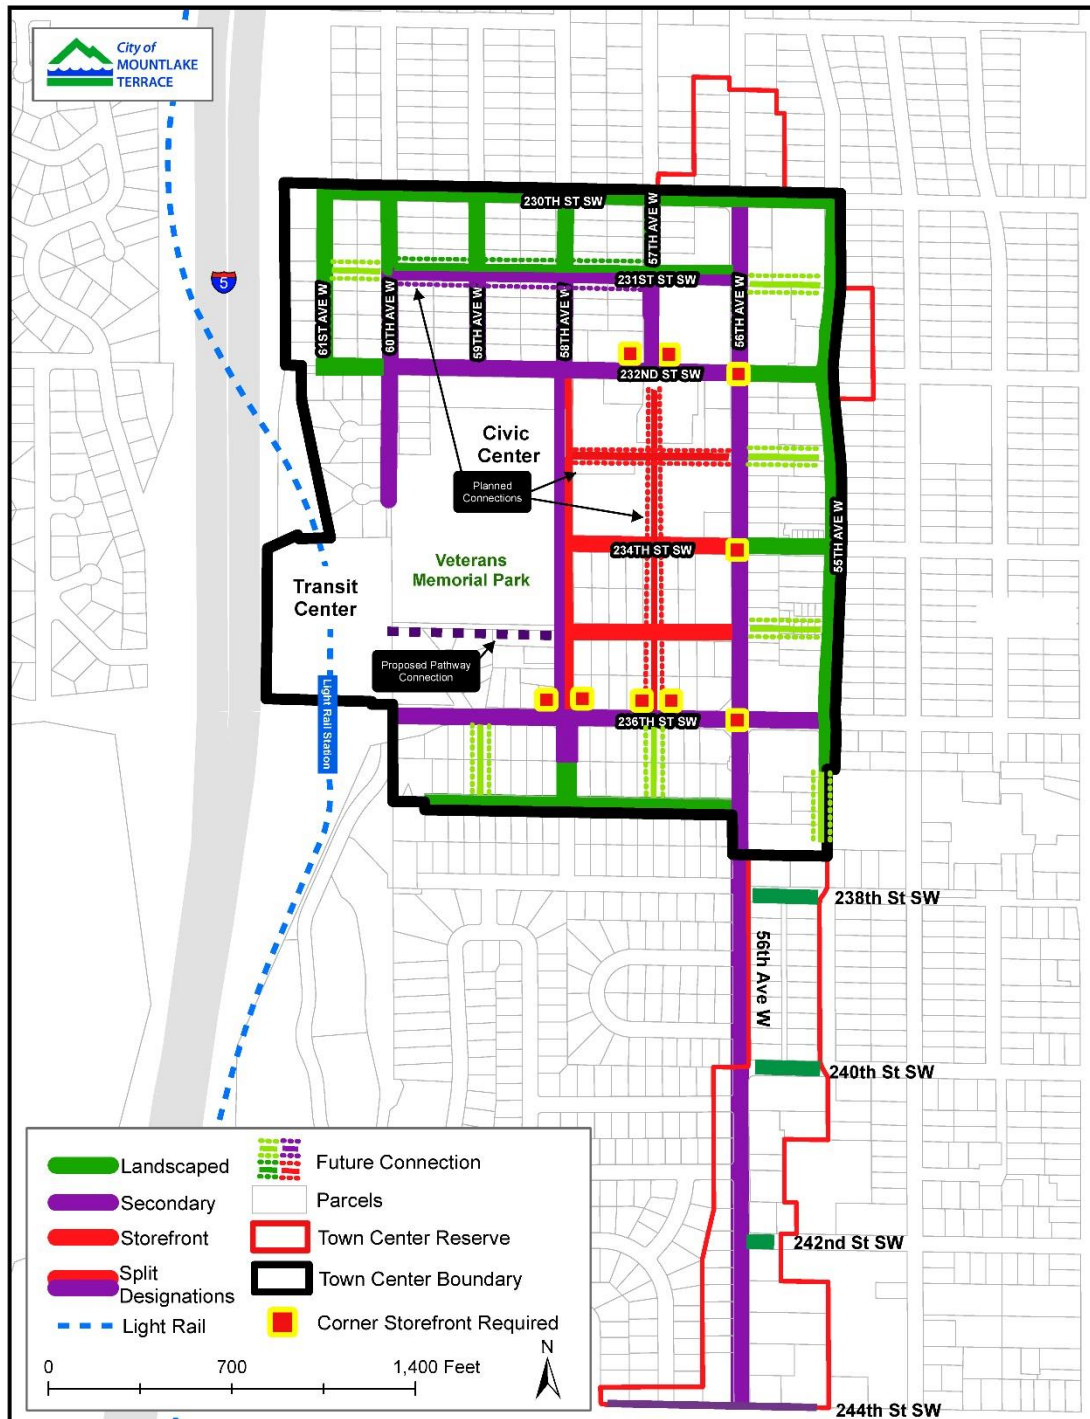 City of
MOUNTLAKE
TERRACE
230TH ST SW
57TH AVE W
5
231ST ST SW
61ST AVE W
60TH AVE W
59TH AVE W
58TH AVE W
56TH AVE W
232ND ST SW
Civic
Center
Planned
Connections
55TH AVE W
234TH ST SW
Veterans
Memorial Park
Transit
Center
Proposed Pathway
Connection
Light Rail Station
236TH ST SW
238th St SW
56th Ave W
240th St SW
242nd St SW
244th St SW
Landscaped
Secondary
Storefront
Split
Designations
Light Rail
Future Connection
Parcels
Town Center Reserve
Town Center Boundary
Corner Storefront Required
0 700 1,400 Feet
N